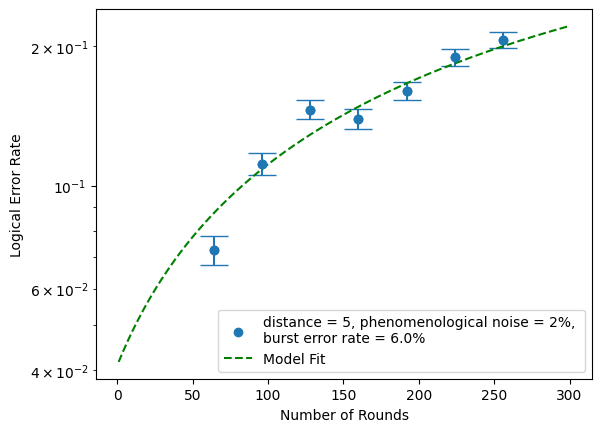 Logical Error Rate
2 × 10⁻¹
10⁻¹
6 × 10⁻²
4 × 10⁻²
distance = 5, phenomenological noise = 2%,
burst error rate = 6.0%
Model Fit
0 50 100 150 200 250 300
Number of Rounds